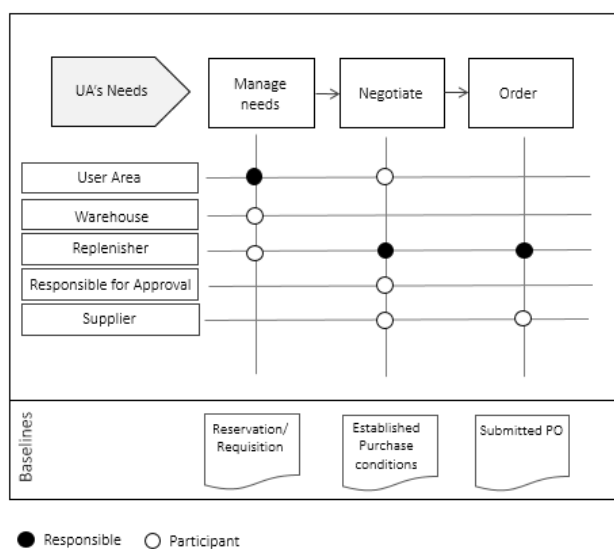 UA's Needs
Manage
needs
Negotiate
Order
User Area
Warehouse
Replenisher
Responsible for Approval
Supplier
Baselines
Reservation/
Requisition
Established
Purchase
conditions
Submitted PO
Responsible
Participant